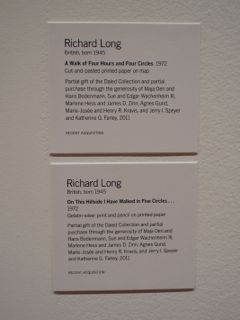 Richard Long
British, born 1945
A Walk of Four Hours and Four Circles 1972
Cut-and-pasted printed paper on map
Partial gift of the Daled Collection and partial
purchase through the generosity of Maja Oeri and
Hans Bodenmann, Sue and Edgar Wachenheim III,
Marlene Hess and James D. Zirin, Agnes Gund,
Marie-Josée and Henry R. Kravis, and Jerry I. Speyer
and Katherine G. Farley, 2011
RECENT ACQUISITION
Richard Long
British, born 1945
On This Hillside I Have Walked in Five Circles . . .
1972
Gelatin silver print and pencil on printed paper
Partial gift of the Daled Collection and partial
purchase through the generosity of Maja Oeri and
Hans Bodenmann, Sue and Edgar Wachenheim III,
Marlene Hess and James D. Zirin, Agnes Gund,
Marie-Josée and Henry R. Kravis, and Jerry I. Speyer
and Katherine G. Farley, 2011
RECENT ACQUISITION